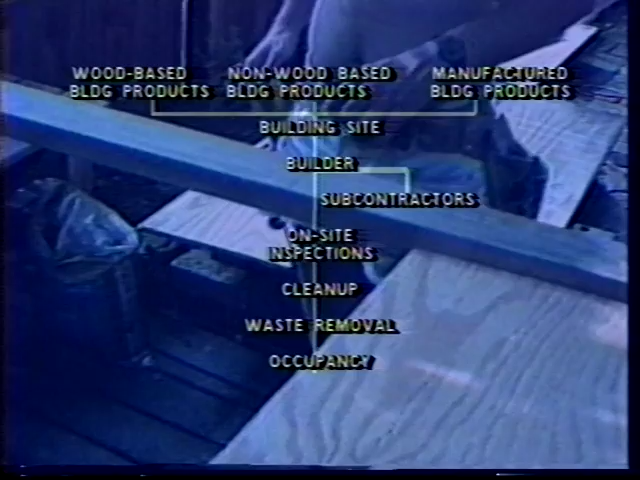 WOOD-BASED NON-WOOD BASED MANUFACTURED
BLDG PRODUCTS BLDG PRODUCTS BLDG PRODUCTS
BUILDING SITE
BUILDER
SUBCONTRACTORS
ON-SITE
INSPECTIONS
CLEANUP
WASTE REMOVAL
OCCUPANCY